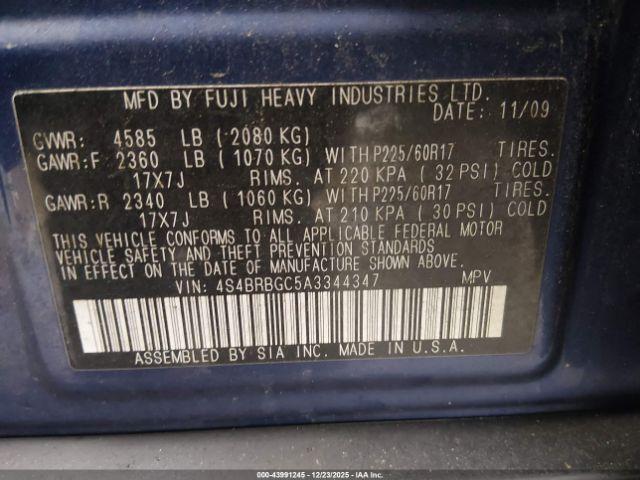 MFD BY FUJI HEAVY INDUSTRIES LTD.
DATE: 11/09
GVWR: 4585 LB (2080 KG)
GAWR:F 2360 LB (1070 KG) WITH P225/60R17 TIRES.
17X7J RIMS. AT 220 KPA (32 PSI) COLD
GAWR:R 2340 LB (1060 KG) WITH P225/60R17 TIRES.
17X7J RIMS. AT 210 KPA (30 PSI) COLD
THIS VEHICLE CONFORMS TO ALL APPLICABLE FEDERAL MOTOR
VEHICLE SAFETY AND THEFT PREVENTION STANDARDS
IN EFFECT ON THE DATE OF MANUFACTURE SHOWN ABOVE.
VIN: 4S4BRBGC5A3344347 MPV
ASSEMBLED BY SIA INC. MADE IN U.S.A.
000-43991245 - 12/23/2025 - IAAI.COM